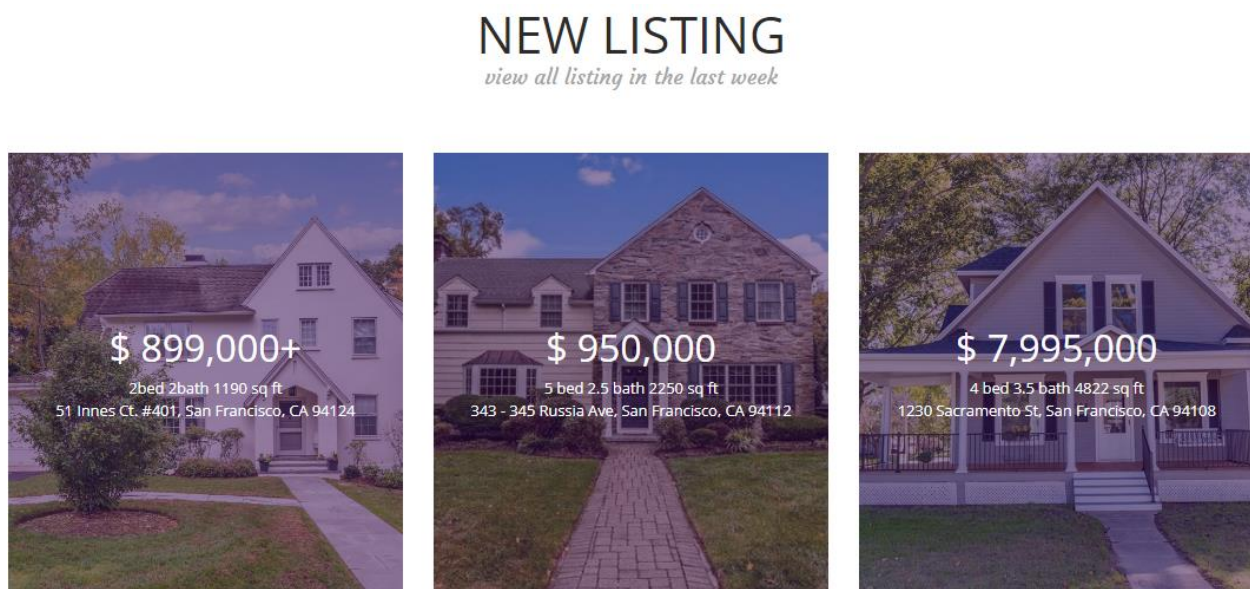 NEW LISTING
view all listing in the last week
$ 899,000+
2bed 2bath 1190 sq ft
51 Innes Ct. #401, San Francisco, CA 94124
$ 950,000
5 bed 2.5 bath 2250 sq ft
343 - 345 Russia Ave, San Francisco, CA 94112
$ 7,995,000
4 bed 3.5 bath 4822 sq ft
1230 Sacramento St, San Francisco, CA 94108